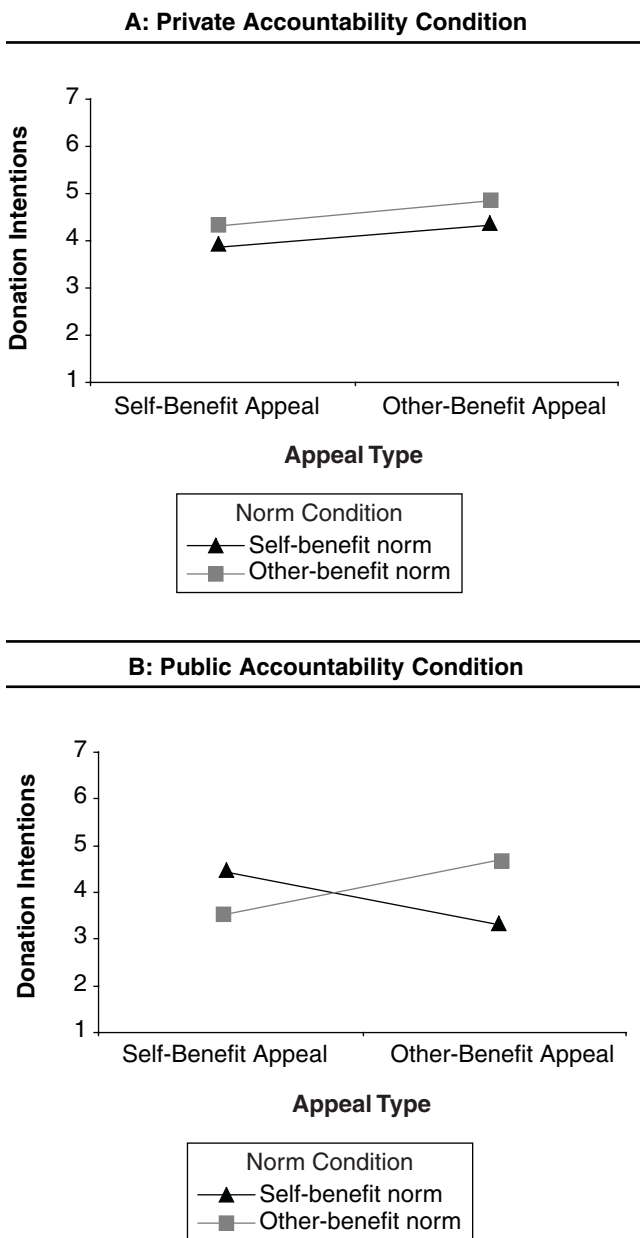 A: Private Accountability Condition
7
6
5
4
3
2
1
Donation Intentions
Self-Benefit Appeal Other-Benefit Appeal
Appeal Type
Norm Condition
Self-benefit norm
Other-benefit norm
B: Public Accountability Condition
7
6
5
4
3
2
1
Donation Intentions
Self-Benefit Appeal Other-Benefit Appeal
Appeal Type
Norm Condition
Self-benefit norm
Other-benefit norm